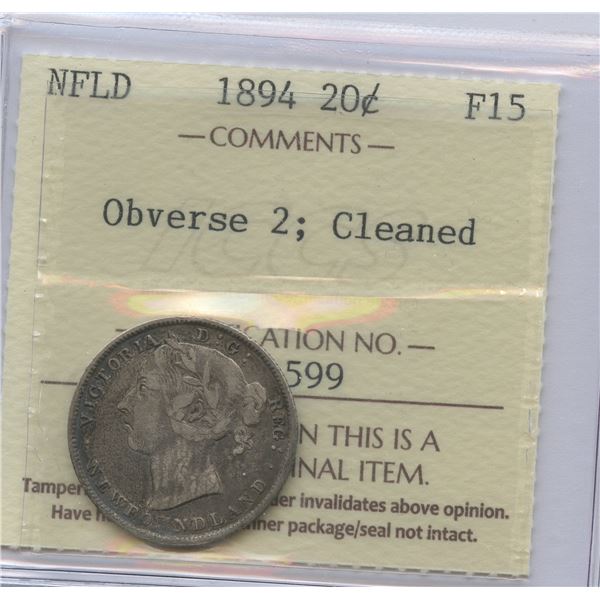 NFLD 1894 20¢ F15
— COMMENTS —
Obverse 2; Cleaned
CATION NO. —
599
N THIS IS A
NAL ITEM.
Tamper der invalidates above opinion.
Have nner package/seal not intact.
VICTORIA D:G: REG:
NEWFOUNDLAND